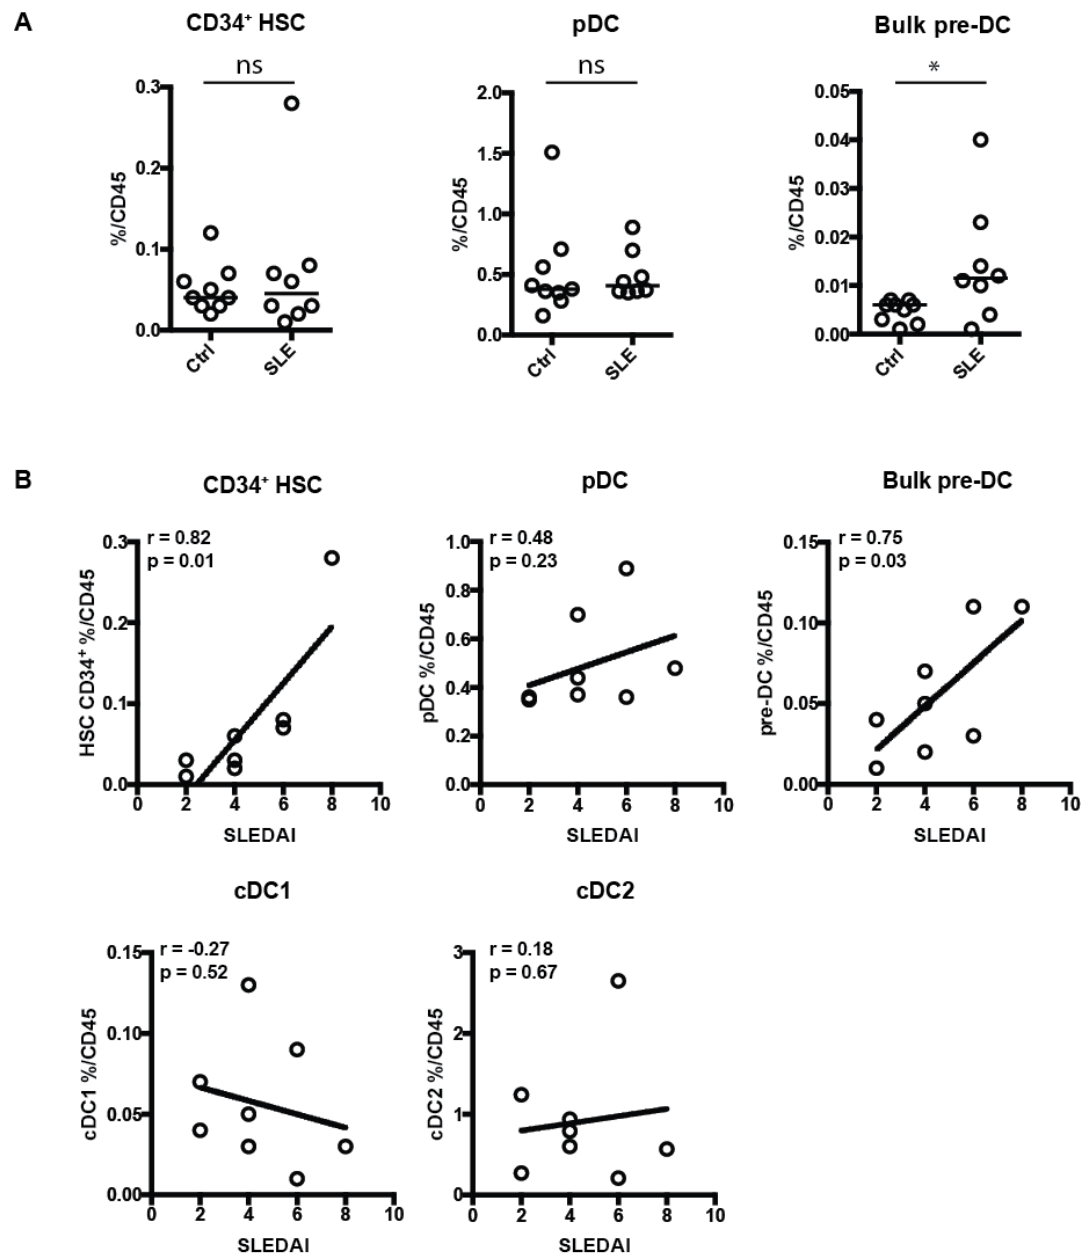 A
CD34⁺ HSC
pDC
Bulk pre-DC
ns
ns
*
0.3
0.2
0.1
0.0
%/CD45
Ctrl
SLE
2.0
1.5
1.0
0.5
0.0
%/CD45
Ctrl
SLE
0.05
0.04
0.03
0.02
0.01
0.00
%/CD45
Ctrl
SLE
B
CD34⁺ HSC
r = 0.82
p = 0.01
0.3
0.2
0.1
0.0
HSC CD34⁺ %/CD45
0 2 4 6 8 10
SLEDAI
pDC
r = 0.48
p = 0.23
1.0
0.8
0.6
0.4
0.2
0.0
pDC %/CD45
0 2 4 6 8 10
SLEDAI
Bulk pre-DC
r = 0.75
p = 0.03
0.15
0.10
0.05
0.00
pre-DC %/CD45
0 2 4 6 8 10
SLEDAI
cDC1
r = -0.27
p = 0.52
0.15
0.10
0.05
0.00
cDC1 %/CD45
0 2 4 6 8 10
SLEDAI
cDC2
r = 0.18
p = 0.67
3
2
1
0
cDC2 %/CD45
0 2 4 6 8 10
SLEDAI